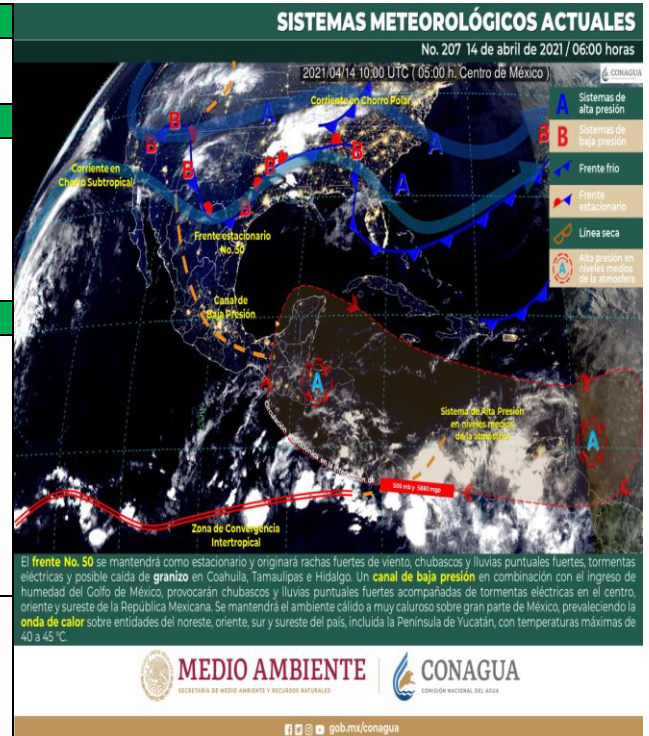 SISTEMAS METEOROLÓGICOS ACTUALES
No. 207 14 de abril de 2021 / 06:00 horas
2021/04/14 10:00 UTC ( 05:00 h. Centro de México )
CONAGUA
Corriente en Chorro Polar
A
A
A
B
B
B
B
B
B
B
Corriente en
Chorro Subtropical
Frente estacionario
No. 50
Canal de
Baja Presión
A
Sistemas de
alta presión
B
Sistemas de
baja presión
Frente frío
Frente
estacionario
Línea seca
A
Alta presión en
niveles medios
de la atmosfera
A
Sistema de Alta Presión
en niveles medios
de la atmosfera
A
500 mb y 5880 mgp
Zona de Convergencia
Intertropical
El frente No. 50 se mantendrá como estacionario y originará rachas fuertes de viento, chubascos y lluvias puntuales fuertes, tormentas
eléctricas y posible caída de granizo en Coahuila, Tamaulipas e Hidalgo. Un canal de baja presión en combinación con el ingreso de
humedad del Golfo de México, provocarán chubascos y lluvias puntuales fuertes acompañadas de tormentas eléctricas en el centro,
oriente y sureste de la República Mexicana. Se mantendrá el ambiente cálido a muy caluroso sobre gran parte de México, prevaleciendo la
onda de calor sobre entidades del noreste, oriente, sur y sureste del país, incluida la Península de Yucatán, con temperaturas máximas de
40 a 45 °C.
MEDIO AMBIENTE
SECRETARÍA DE MEDIO AMBIENTE Y RECURSOS NATURALES
CONAGUA
COMISIÓN NACIONAL DEL AGUA
gob.mx/conagua